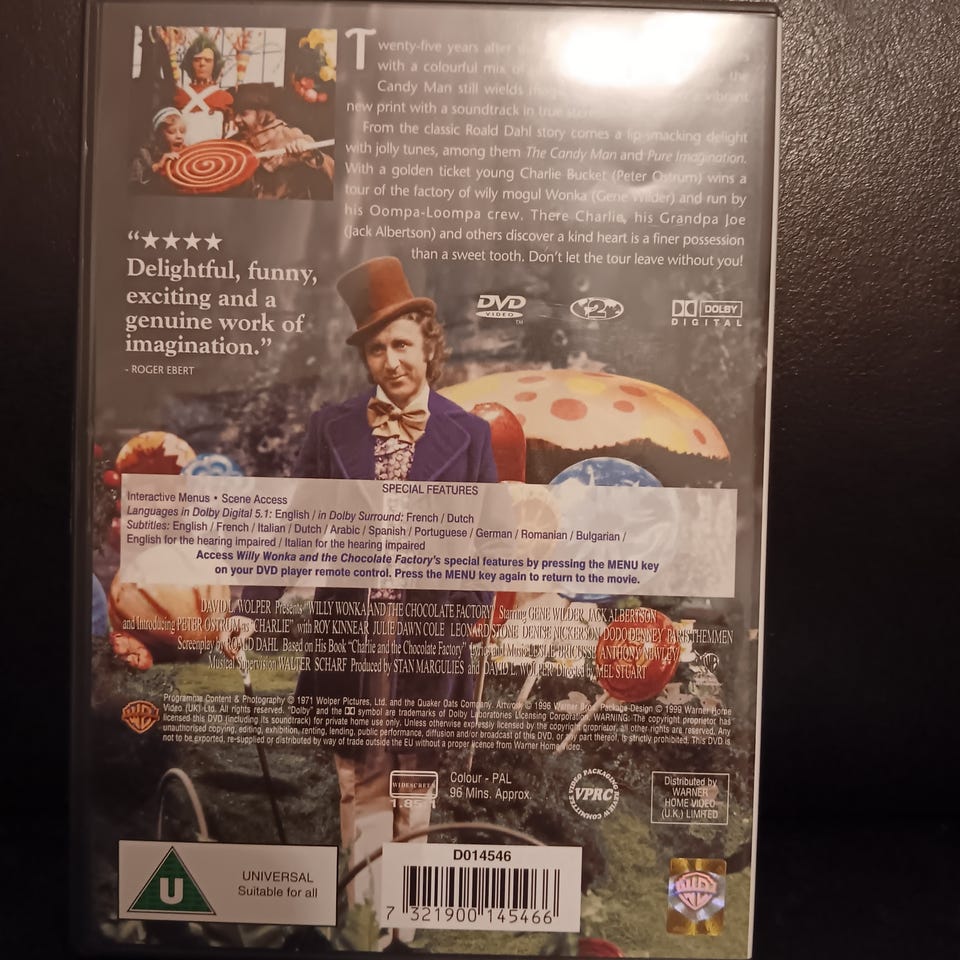 Twenty-five years after
with a colourful mix of the
Candy Man still wields vibrant
new print with a soundtrack in true
From the classic Roald Dahl story comes a lip-smacking delight
with jolly tunes, among them The Candy Man and Pure Imagination.
With a golden ticket young Charlie Bucket (Peter Ostrum) wins a
tour of the factory of wily mogul Wonka (Gene Wilder) and run by
his Oompa-Loompa crew. There Charlie, his Grandpa Joe
(Jack Albertson) and others discover a kind heart is a finer possession
than a sweet tooth. Don't let the tour leave without you!
"★★★★
Delightful, funny,
exciting and a
genuine work of
imagination."
- ROGER EBERT
DVD
VIDEO
TM
2
DOLBY
DIGITAL
SPECIAL FEATURES
Interactive Menus • Scene Access
Languages in Dolby Digital 5.1: English / in Dolby Surround: French / Dutch
Subtitles: English / French / Italian / Dutch / Arabic / Spanish / Portuguese / German / Romanian / Bulgarian /
English for the hearing impaired / Italian for the hearing impaired
Access Willy Wonka and the Chocolate Factory's special features by pressing the MENU key
on your DVD player remote control. Press the MENU key again to return to the movie.
DAVID L. WOLPER Presents "WILLY WONKA AND THE CHOCOLATE FACTORY" Starring GENE WILDER JACK ALBERTSON
and Introducing PETER OSTRUM as "CHARLIE" with ROY KINNEAR JULIE DAWN COLE LEONARD STONE DENISE NICKERSON DODO DENNEY PARIS THEMMEN
Screenplay by ROALD DAHL Based on His Book "Charlie and the Chocolate Factory" Lyrics and Music LESLIE BRICUSSE ANTHONY NEWLEY
Musical Supervision WALTER SCHARF Produced by STAN MARGULIES and DAVID L. WOLPER Directed by MEL STUART
Programme Content & Photography © 1971 Wolper Pictures, Ltd. and the Quaker Oats Company. Artwork © 1996 Warner Bros. Package Design © 1999 Warner Home
Video (UK) Ltd. All rights reserved. "Dolby" and the symbol are trademarks of Dolby Laboratories Licensing Corporation. WARNING: The copyright proprietor has
licensed this DVD (including its soundtrack) for private home use only. Unless otherwise expressly licensed by the copyright proprietor, all other rights are reserved. Any
unauthorised copying, editing, exhibition, renting, lending, public performance, diffusion and/or broadcast of this DVD, or any part thereof, is strictly prohibited. This DVD is
not to be exported, re-supplied or distributed by way of trade outside the EU without a proper licence from Warner Home Video.
WIDESCREEN
1.85:1
Colour - PAL
96 Mins. Approx.
VIDEO PACKAGING REVIEW COMMITTEE
VPRC
Distributed by
WARNER
HOME VIDEO
(U.K.) LIMITED
U
UNIVERSAL
Suitable for all
D014546
7 321900 145466